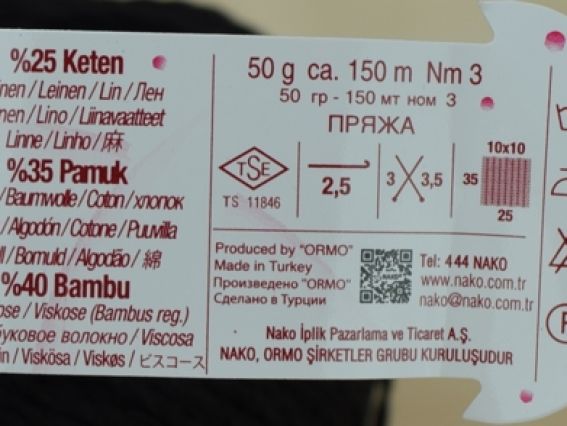 %25 Keten
Leinen / Lin / Лен
Lino / Liinavaatteet
Linne / Linho / 麻
%35 Pamuk
Baumwolle / Coton / хлопок
Algodón / Cotone / Puuvilla
Bomuld / Algodão / 綿
%40 Bambu
Viskose (Bambus reg.)
волокно / Viscosa
Viskösa / Viskøs / ビスコース
50 g ca. 150 m Nm 3
50 гр - 150 мт ном 3
ПРЯЖА
TSE
TS 11846
2,5
3 3,5
10x10
35
25
Produced by "ORMO"
Made in Turkey
Произведено "ORMO"
Сделано в Турции
NAKO
Tel: 444 NAKO
www.nako.com.tr
nako@nako.com.tr
Nako İplik Pazarlama ve Ticaret A.Ş.
NAKO, ORMO ŞİRKETLER GRUBU KURULUŞUDUR
P